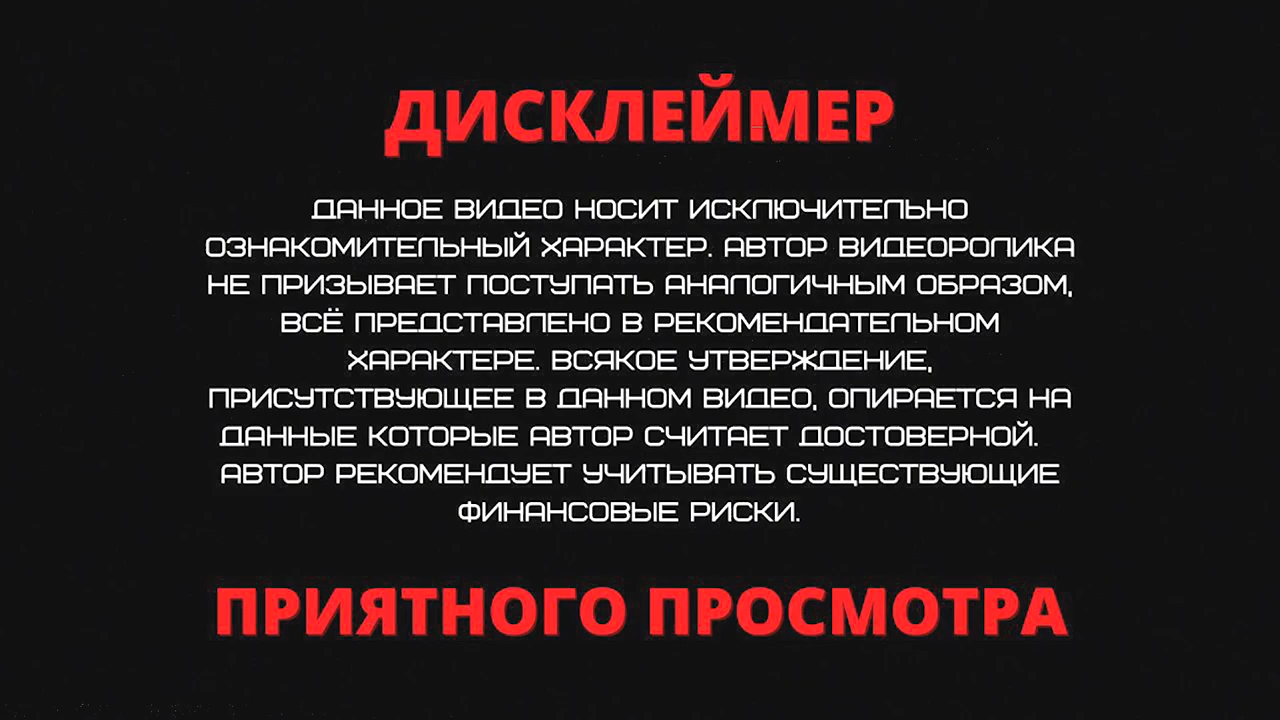 ДИСКЛЕЙМЕР
ДАННОЕ ВИДЕО НОСИТ ИСКЛЮЧИТЕЛЬНО
ОЗНАКОМИТЕЛЬНЫЙ ХАРАКТЕР. АВТОР ВИДЕОРОЛИКА
НЕ ПРИЗЫВАЕТ ПОСТУПАТЬ АНАЛОГИЧНЫМ ОБРАЗОМ,
ВСЁ ПРЕДСТАВЛЕНО В РЕКОМЕНДАТЕЛЬНОМ
ХАРАКТЕРЕ. ВСЯКОЕ УТВЕРЖДЕНИЕ,
ПРИСУТСТВУЮЩЕЕ В ДАННОМ ВИДЕО, ОПИРАЕТСЯ НА
ДАННЫЕ КОТОРЫЕ АВТОР СЧИТАЕТ ДОСТОВЕРНОЙ.
АВТОР РЕКОМЕНДУЕТ УЧИТЫВАТЬ СУЩЕСТВУЮЩИЕ
ФИНАНСОВЫЕ РИСКИ.
ПРИЯТНОГО ПРОСМОТРА